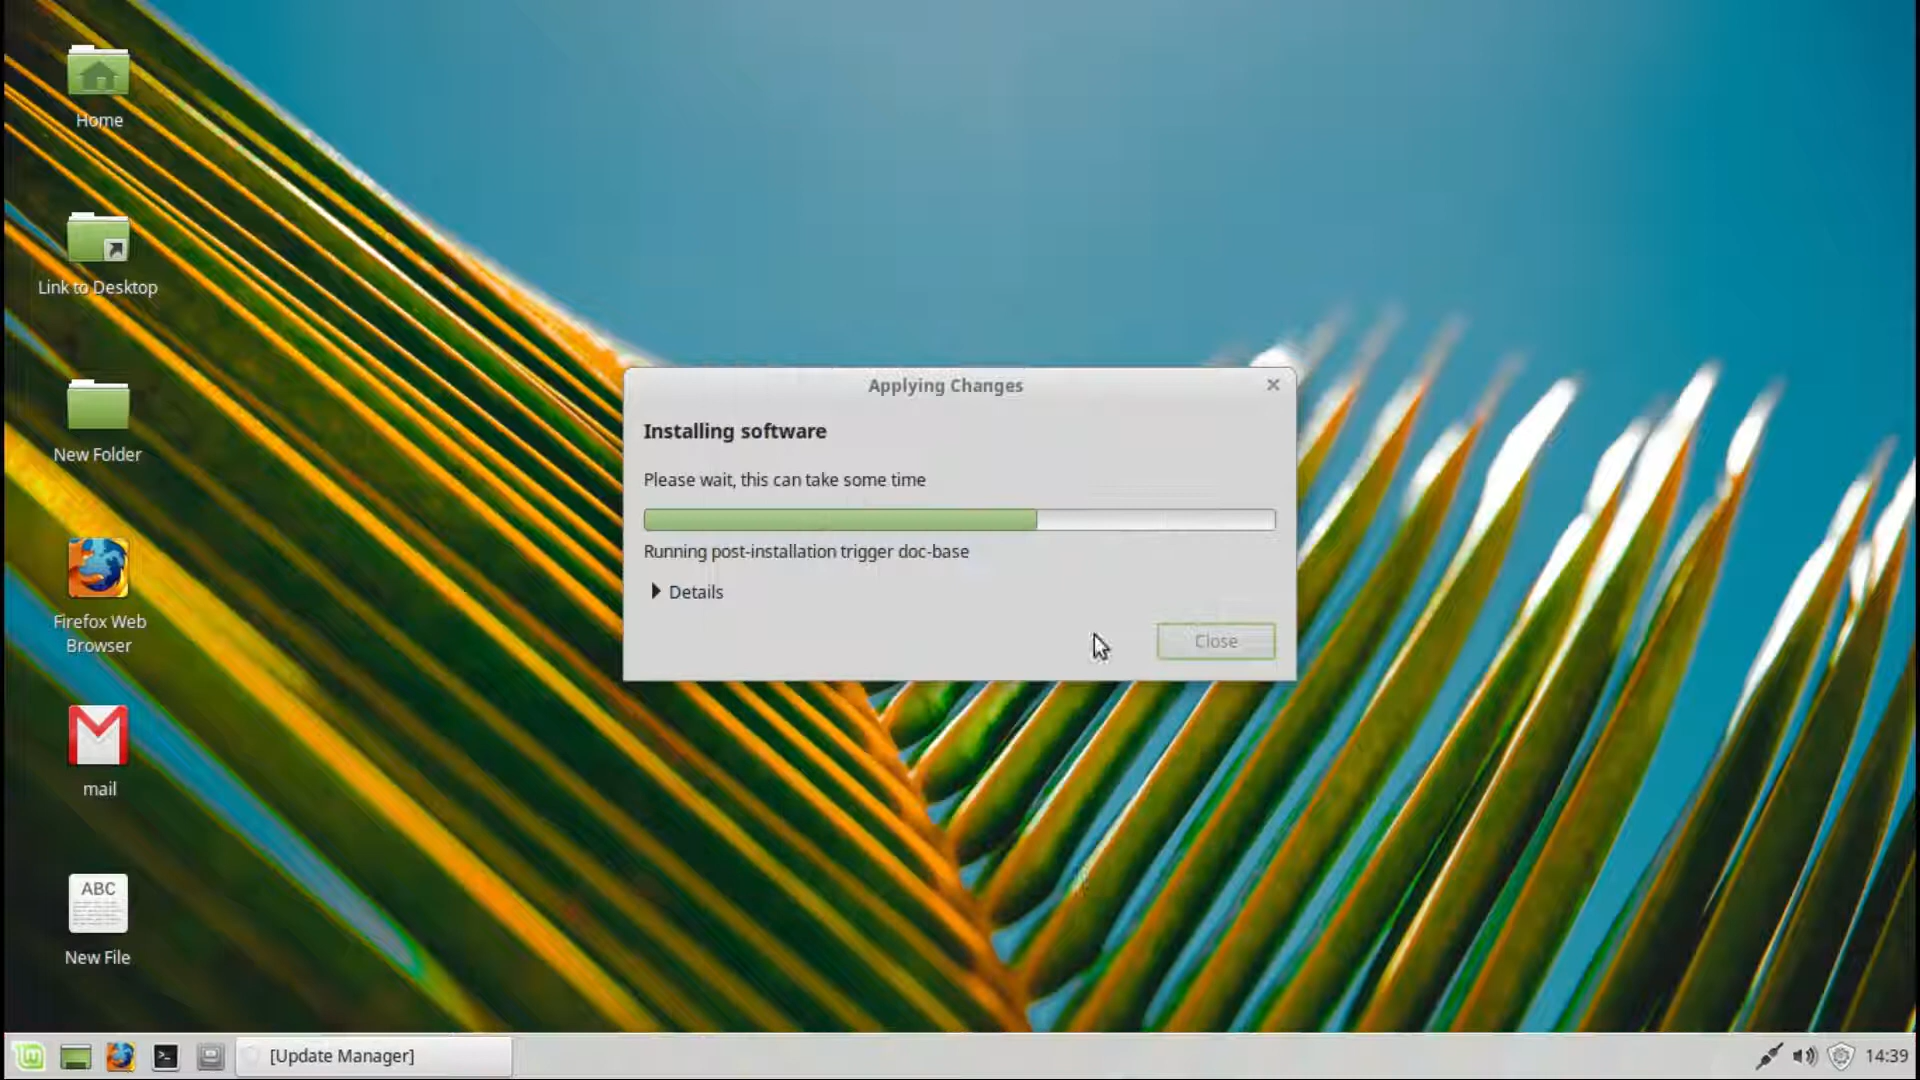 Home
Link to Desktop
New Folder
Firefox Web
Browser
mail
ABC
New File
Applying Changes
Installing software
Please wait, this can take some time
Running post-installation trigger doc-base
Details
Close
[Update Manager]
14:39